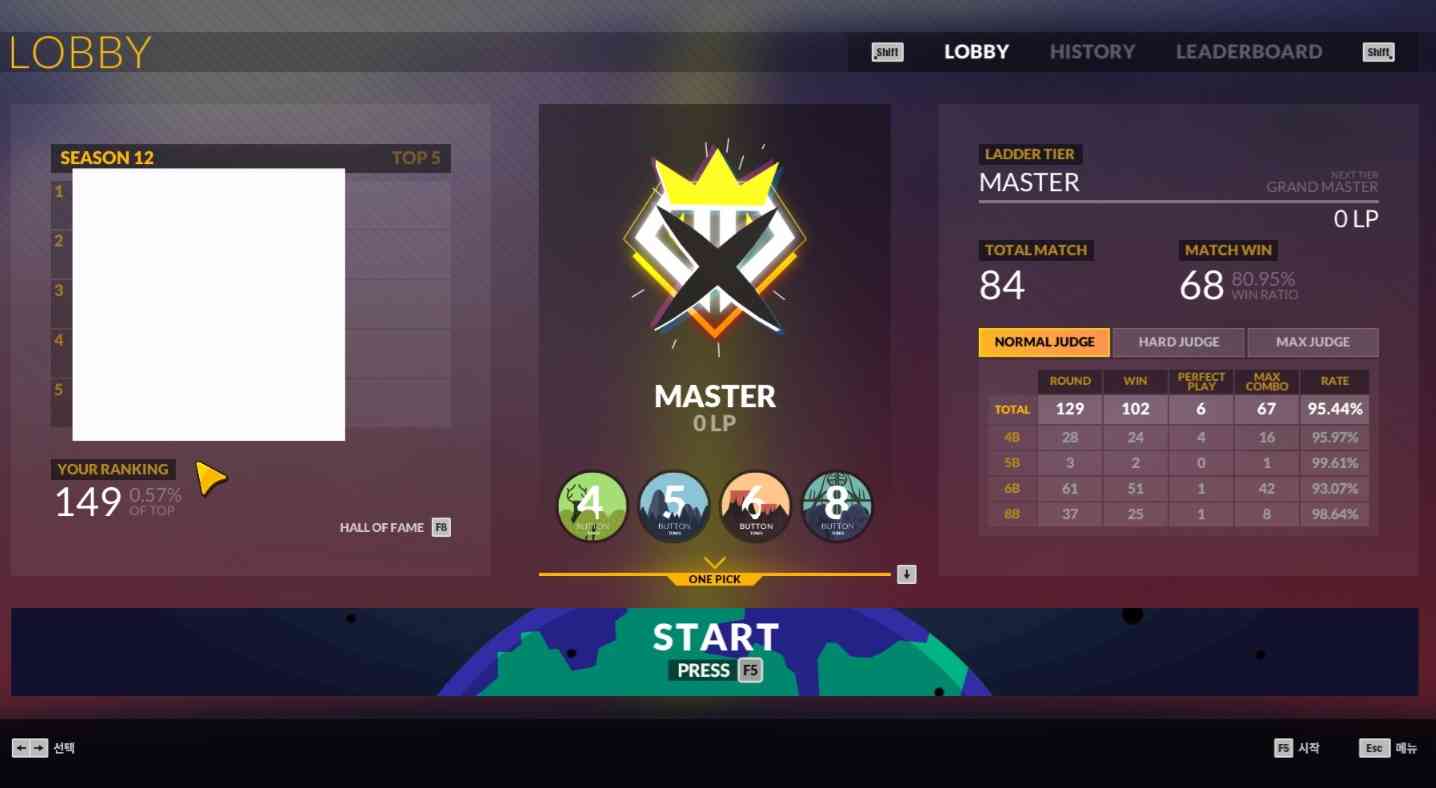 LOBBY
Shift LOBBY HISTORY LEADERBOARD Shift
SEASON 12 TOP 5
1
2
3
4
5
YOUR RANKING
149 0.57% OF TOP
HALL OF FAME F8
MASTER
0 LP
4 BUTTON TUNES
5 BUTTON TUNES
6 BUTTON TUNES
8 BUTTON TUNES
ONE PICK
LADDER TIER
MASTER
NEXT TIER
GRAND MASTER
0 LP
TOTAL MATCH MATCH WIN
84 68 80.95% WIN RATIO
NORMAL JUDGE HARD JUDGE MAX JUDGE
ROUND WIN PERFECT PLAY MAX COMBO RATE
TOTAL 129 102 6 67 95.44%
4B 28 24 4 16 95.97%
5B 3 2 0 1 99.61%
6B 61 51 1 42 93.07%
8B 37 25 1 8 98.64%
START
PRESS F5
선택
F5 시작 Esc 메뉴